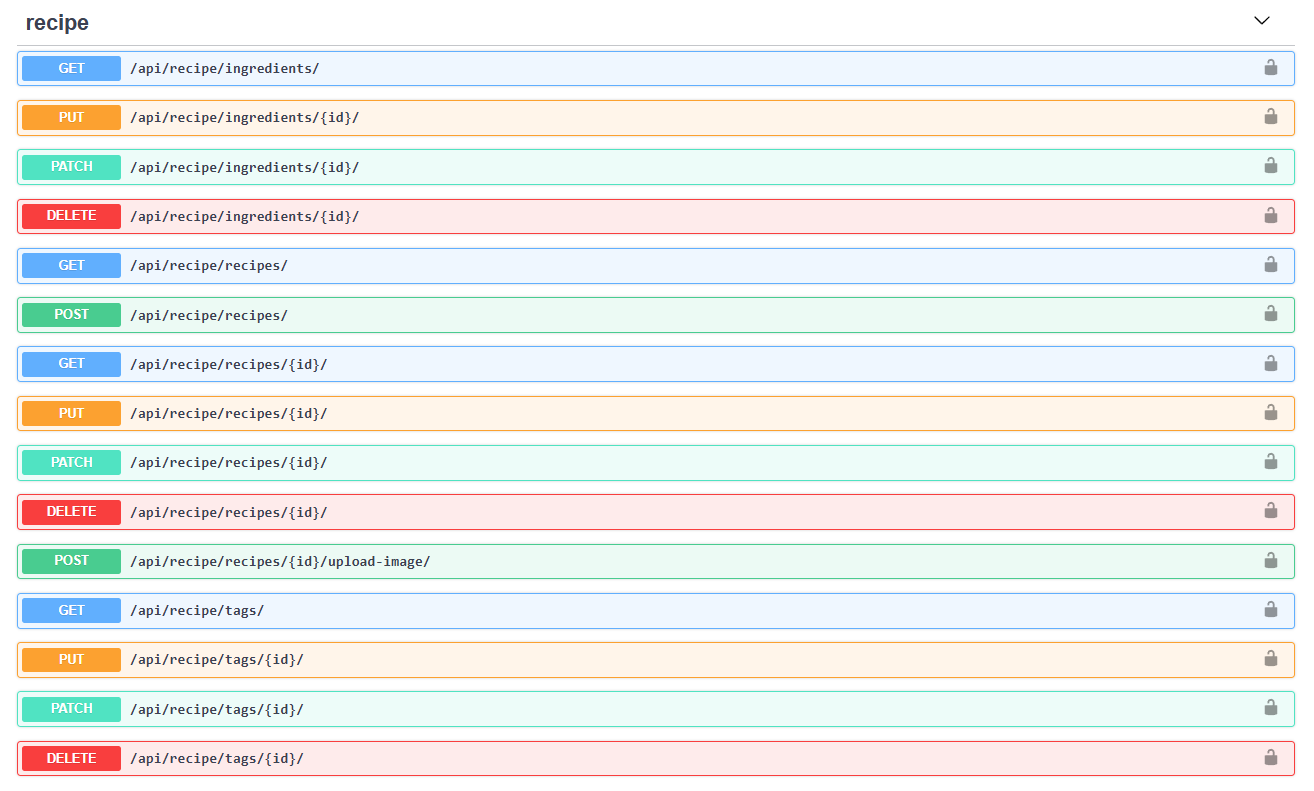 recipe
GET /api/recipe/ingredients/
PUT /api/recipe/ingredients/{id}/
PATCH /api/recipe/ingredients/{id}/
DELETE /api/recipe/ingredients/{id}/
GET /api/recipe/recipes/
POST /api/recipe/recipes/
GET /api/recipe/recipes/{id}/
PUT /api/recipe/recipes/{id}/
PATCH /api/recipe/recipes/{id}/
DELETE /api/recipe/recipes/{id}/
POST /api/recipe/recipes/{id}/upload-image/
GET /api/recipe/tags/
PUT /api/recipe/tags/{id}/
PATCH /api/recipe/tags/{id}/
DELETE /api/recipe/tags/{id}/